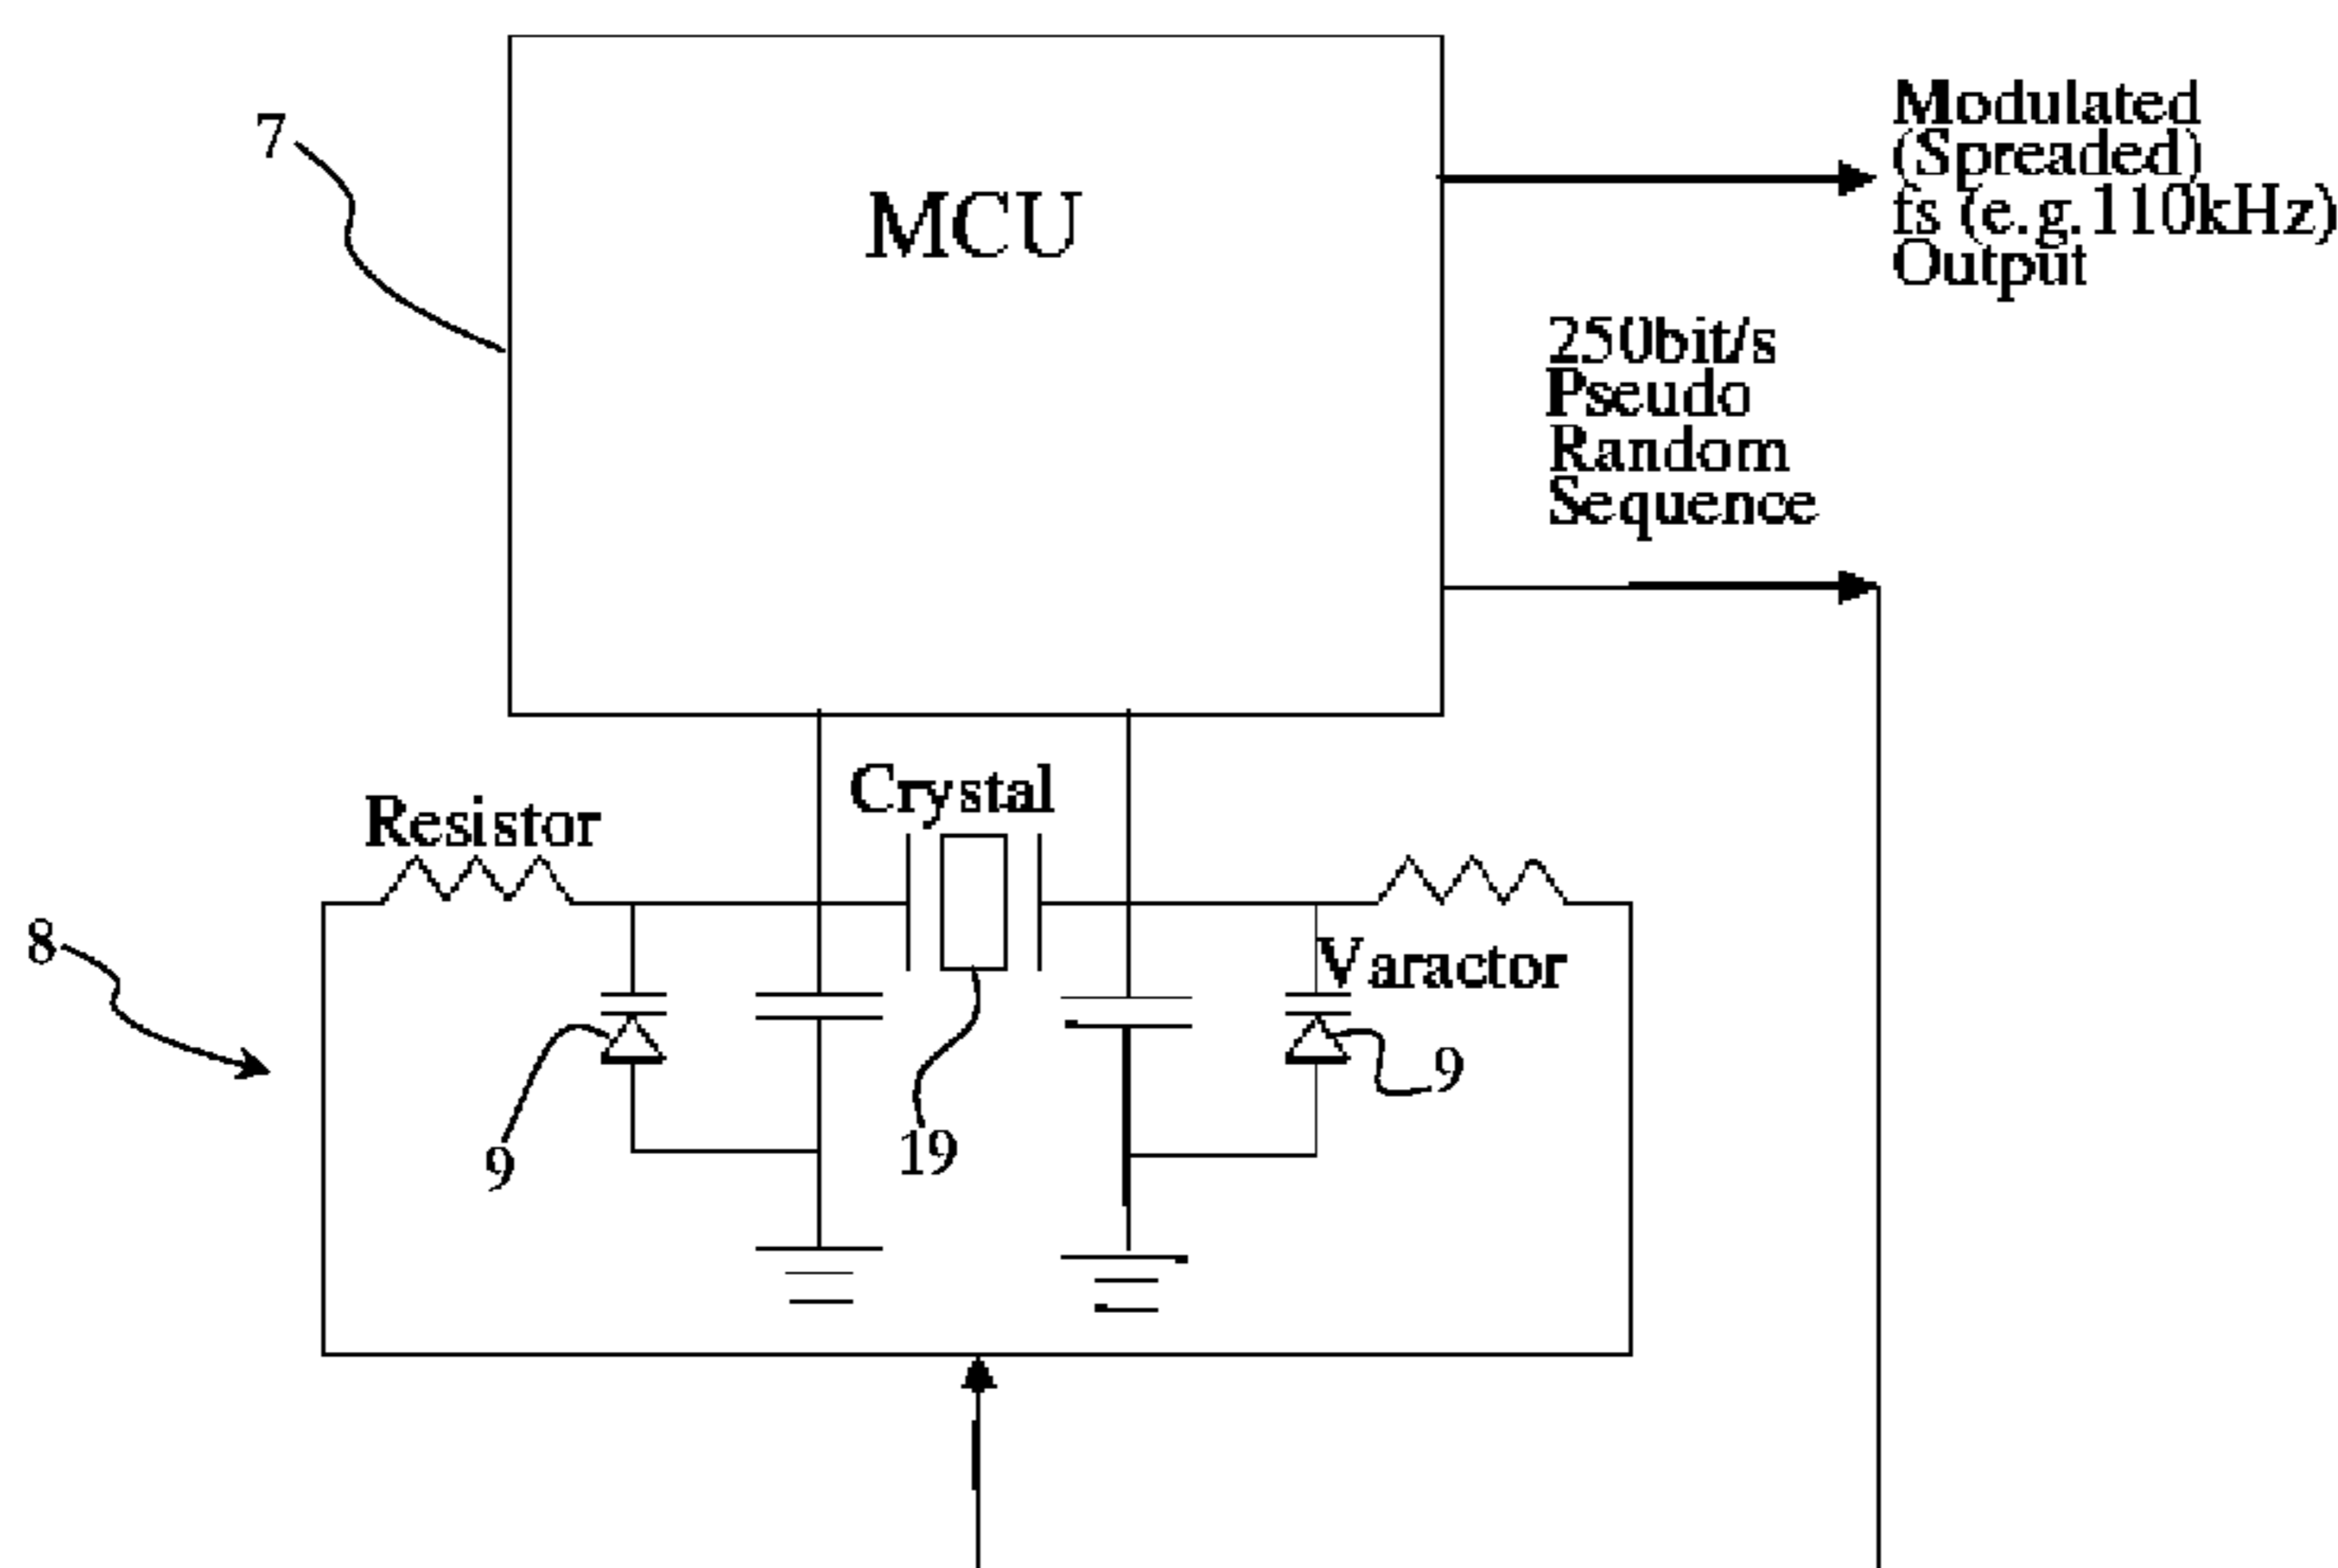 7
MCU
Modulated
(Spreaded)
fs (e.g.110kHz)
Output
250bit/s
Pseudo
Random
Sequence
Resistor
Crystal
8
Varactor
9
19
9